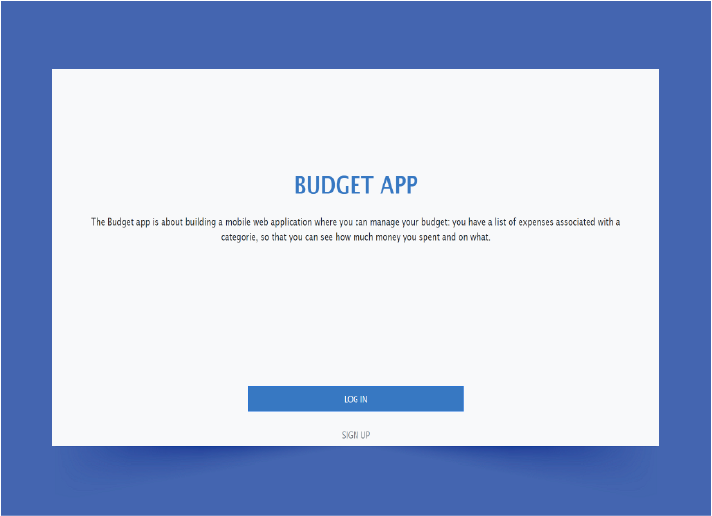 BUDGET APP
The Budget app is about building a mobile web application where you can manage your budget: you have a list of expenses associated with a
categorie, so that you can see how much money you spent and on what.
LOG IN
SIGN UP